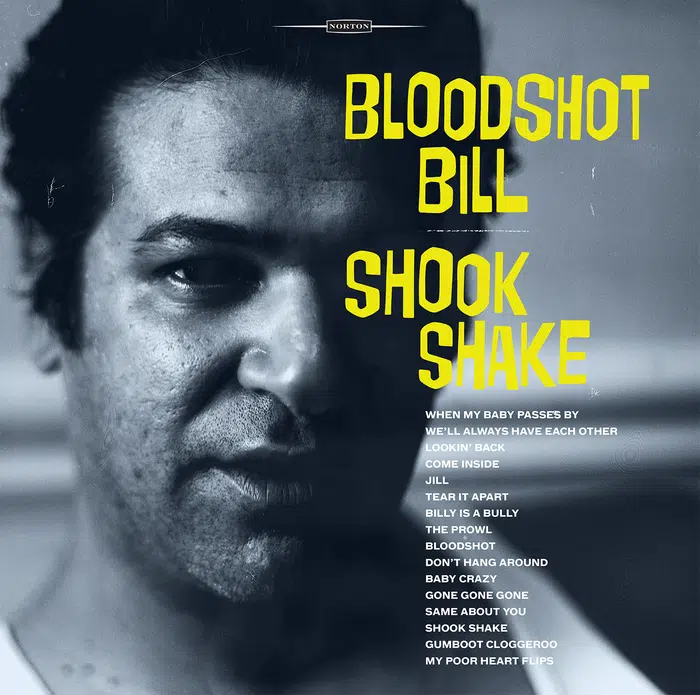 NORTON
BLOODSHOT
BILL
SHOOK
SHAKE
WHEN MY BABY PASSES BY
WE'LL ALWAYS HAVE EACH OTHER
LOOKIN' BACK
COME INSIDE
JILL
TEAR IT APART
BILLY IS A BULLY
THE PROWL
BLOODSHOT
DON'T HANG AROUND
BABY CRAZY
GONE GONE GONE
SAME ABOUT YOU
SHOOK SHAKE
GUMBOOT CLOGGEROO
MY POOR HEART FLIPS